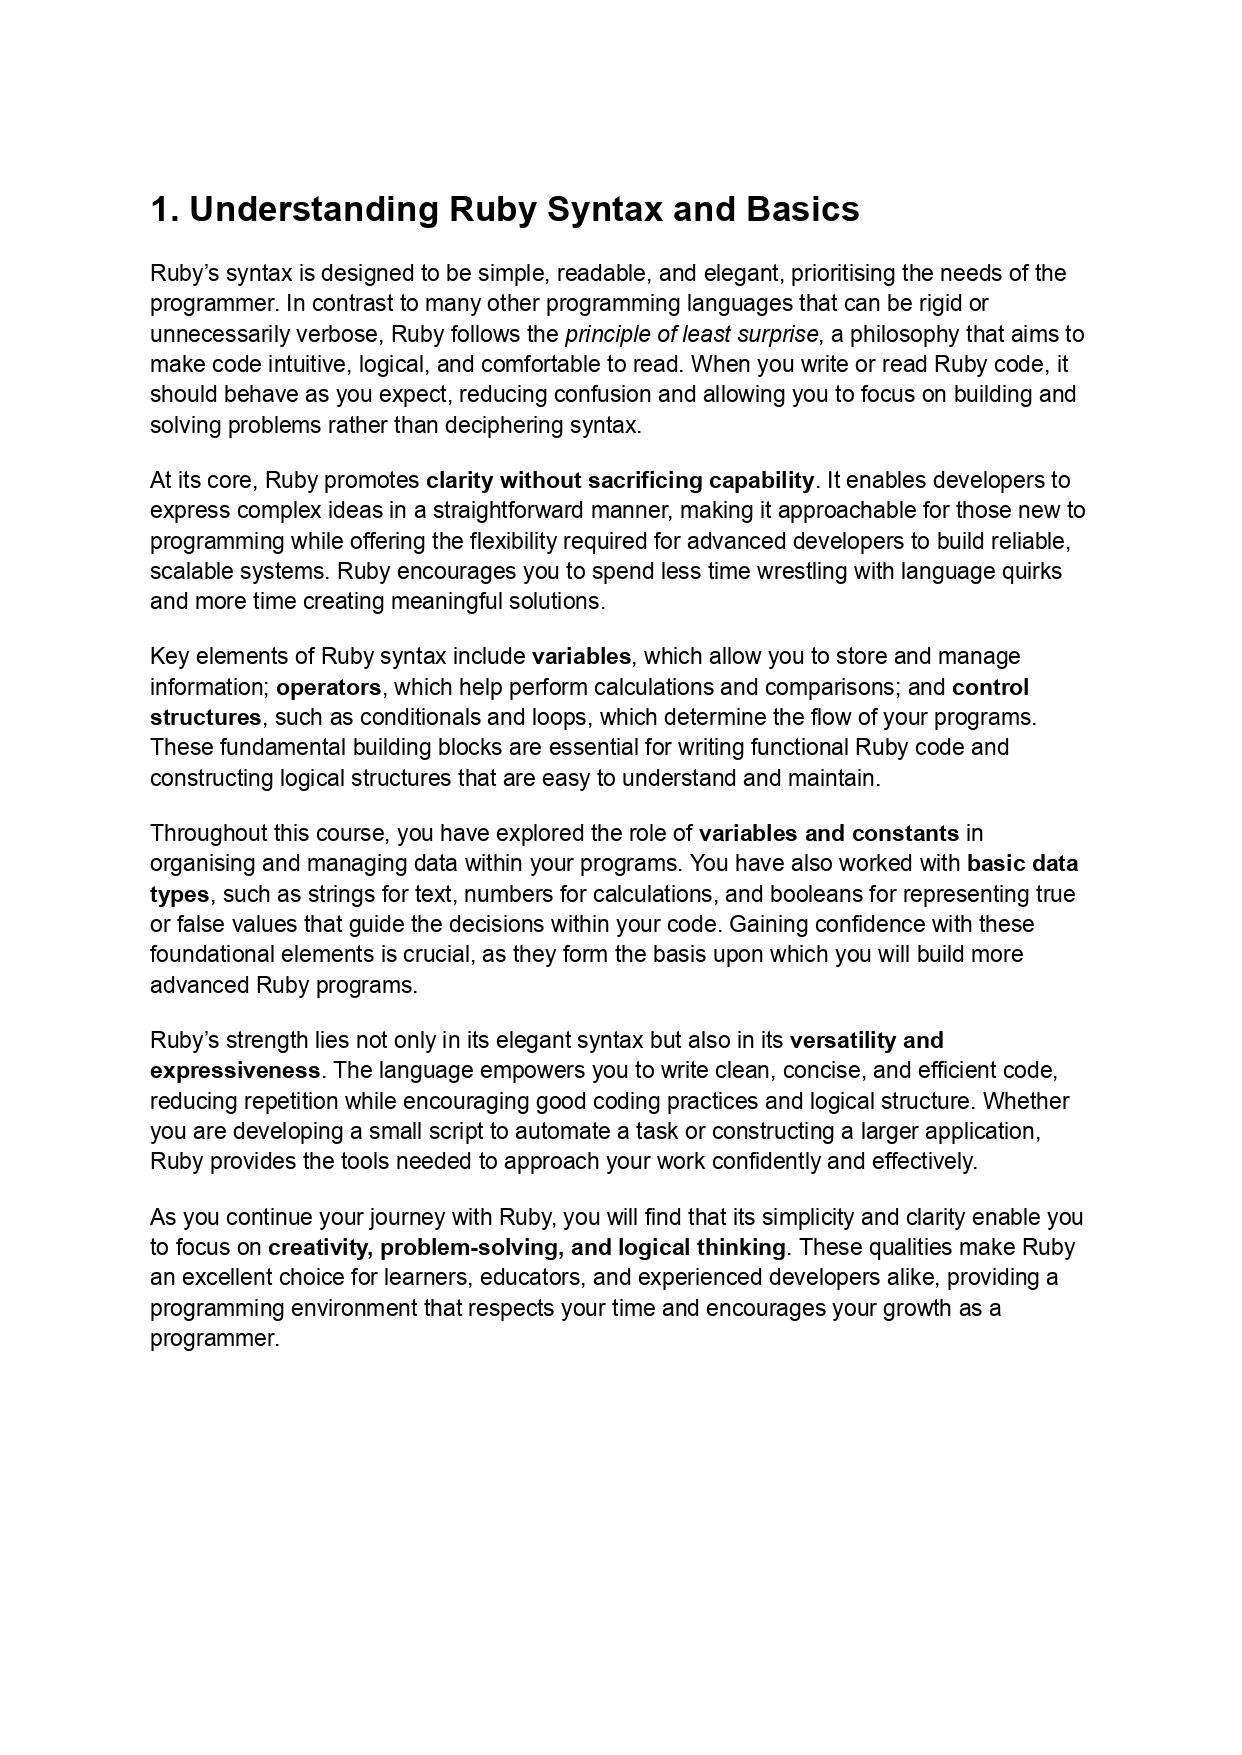 1. Understanding Ruby Syntax and Basics
Ruby’s syntax is designed to be simple, readable, and elegant, prioritising the needs of the
programmer. In contrast to many other programming languages that can be rigid or
unnecessarily verbose, Ruby follows the principle of least surprise, a philosophy that aims to
make code intuitive, logical, and comfortable to read. When you write or read Ruby code, it
should behave as you expect, reducing confusion and allowing you to focus on building and
solving problems rather than deciphering syntax.
At its core, Ruby promotes clarity without sacrificing capability. It enables developers to
express complex ideas in a straightforward manner, making it approachable for those new to
programming while offering the flexibility required for advanced developers to build reliable,
scalable systems. Ruby encourages you to spend less time wrestling with language quirks
and more time creating meaningful solutions.
Key elements of Ruby syntax include variables, which allow you to store and manage
information; operators, which help perform calculations and comparisons; and control
structures, such as conditionals and loops, which determine the flow of your programs.
These fundamental building blocks are essential for writing functional Ruby code and
constructing logical structures that are easy to understand and maintain.
Throughout this course, you have explored the role of variables and constants in
organising and managing data within your programs. You have also worked with basic data
types, such as strings for text, numbers for calculations, and booleans for representing true
or false values that guide the decisions within your code. Gaining confidence with these
foundational elements is crucial, as they form the basis upon which you will build more
advanced Ruby programs.
Ruby’s strength lies not only in its elegant syntax but also in its versatility and
expressiveness. The language empowers you to write clean, concise, and efficient code,
reducing repetition while encouraging good coding practices and logical structure. Whether
you are developing a small script to automate a task or constructing a larger application,
Ruby provides the tools needed to approach your work confidently and effectively.
As you continue your journey with Ruby, you will find that its simplicity and clarity enable you
to focus on creativity, problem-solving, and logical thinking. These qualities make Ruby
an excellent choice for learners, educators, and experienced developers alike, providing a
programming environment that respects your time and encourages your growth as a
programmer.